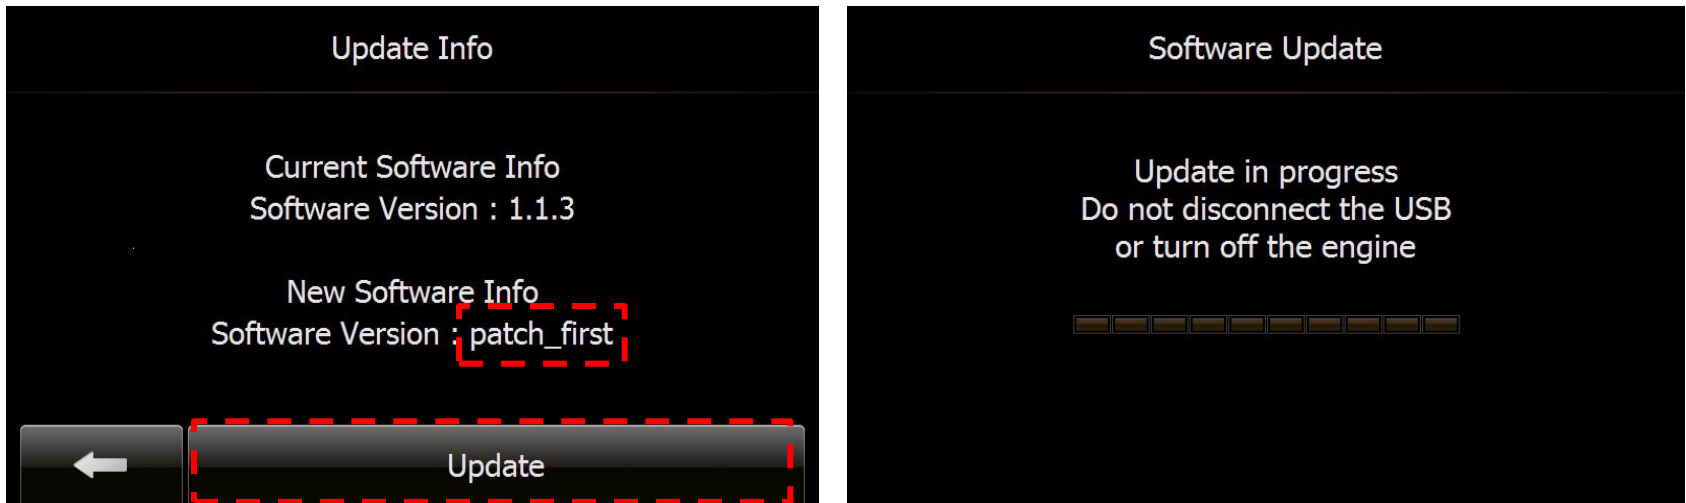 Update Info
Current Software Info
Software Version : 1.1.3
New Software Info
Software Version : patch_first
Update
Software Update
Update in progress
Do not disconnect the USB
or turn off the engine